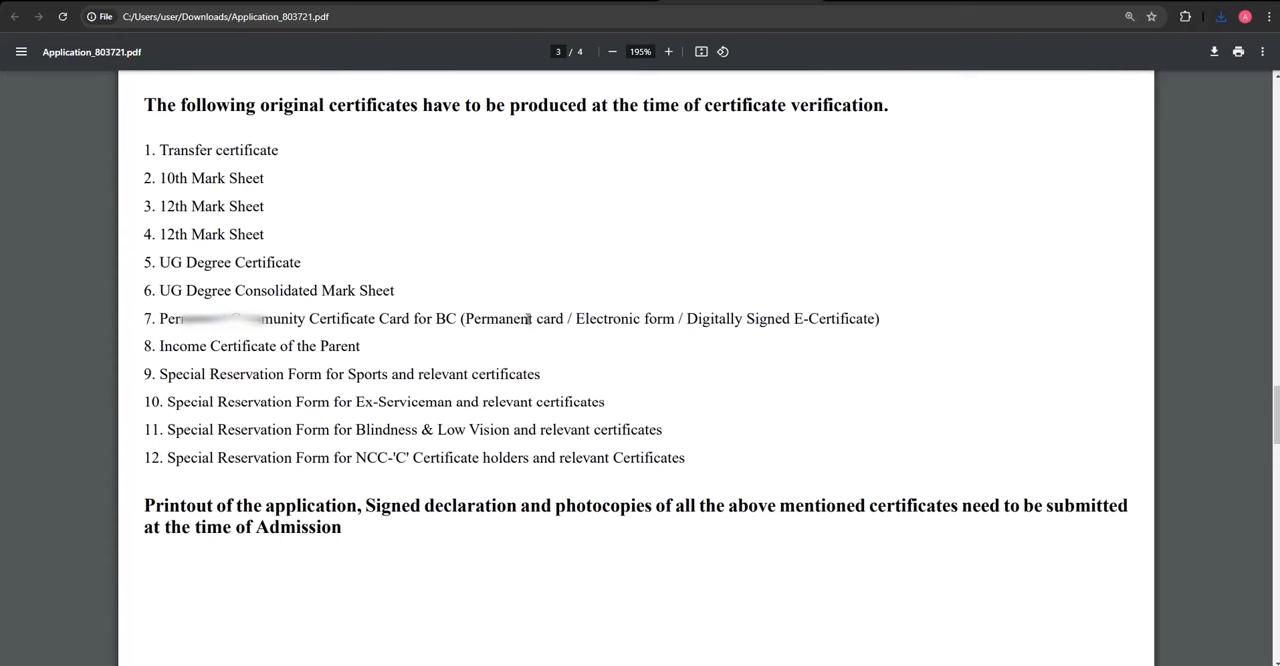 File
C:/Users/user/Downloads/Application_803721.pdf
A
Application_803721.pdf
3 / 4
195%
The following original certificates have to be produced at the time of certificate verification.
1. Transfer certificate
2. 10th Mark Sheet
3. 12th Mark Sheet
4. 12th Mark Sheet
5. UG Degree Certificate
6. UG Degree Consolidated Mark Sheet
7. Certificate Card for BC (Permanent card / Electronic form / Digitally Signed E-Certificate)
8. Income Certificate of the Parent
9. Special Reservation Form for Sports and relevant certificates
10. Special Reservation Form for Ex-Serviceman and relevant certificates
11. Special Reservation Form for Blindness & Low Vision and relevant certificates
12. Special Reservation Form for NCC-'C' Certificate holders and relevant Certificates
Printout of the application, Signed declaration and photocopies of all the above mentioned certificates need to be submitted
at the time of Admission